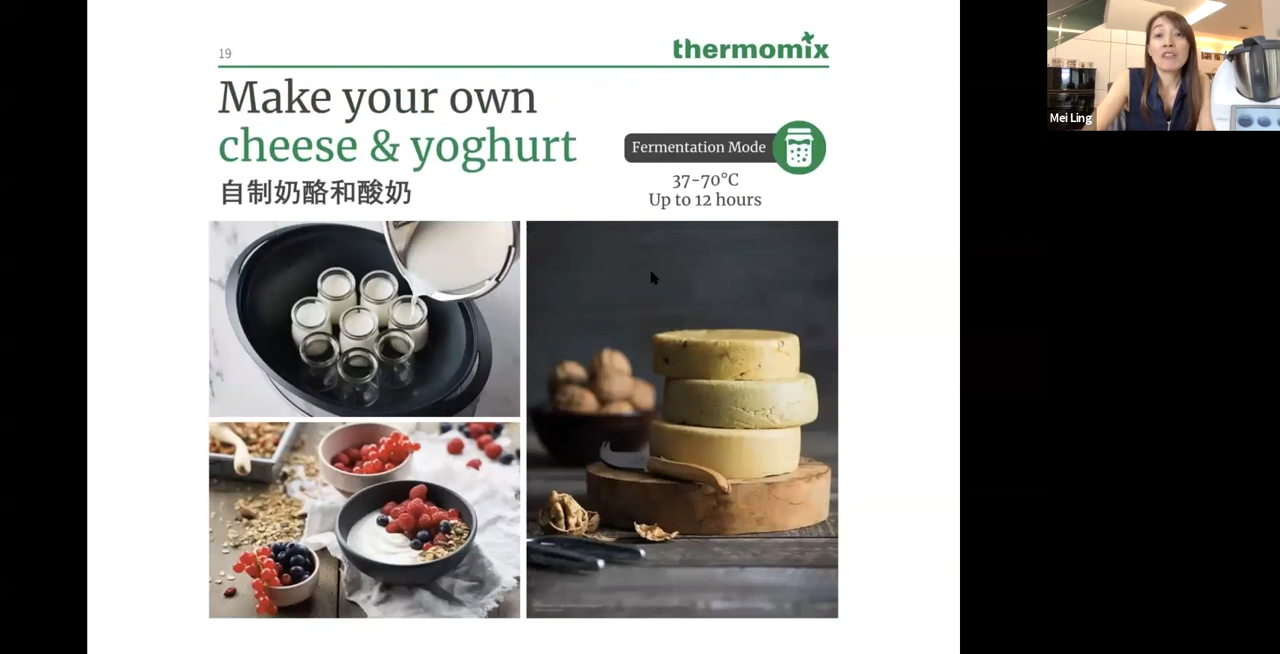 19
thermomix
Make your own
cheese & yoghurt
自制奶酪和酸奶
Fermentation Mode
37-70°C
Up to 12 hours
Mei Ling